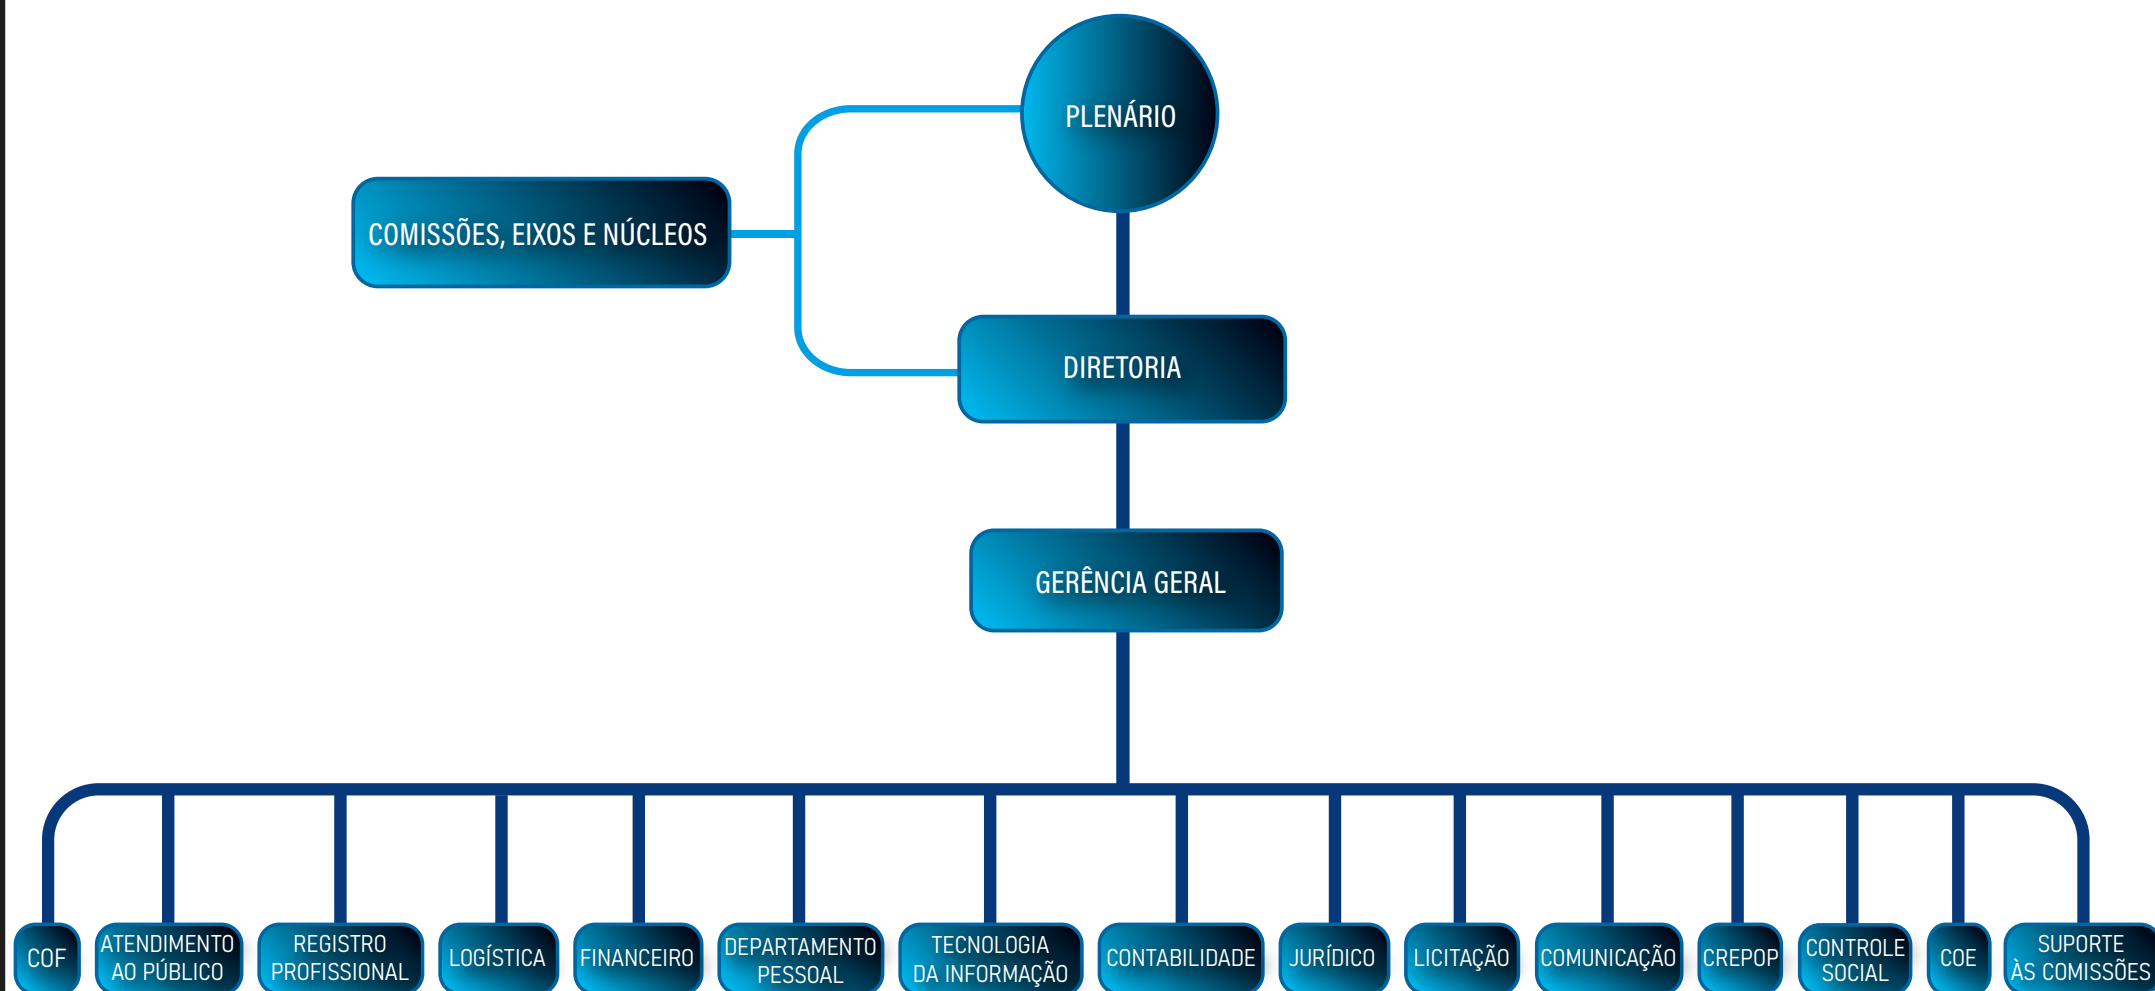 PLENÁRIO
COMISSÕES, EIXOS E NÚCLEOS
DIRETORIA
GERÊNCIA GERAL
COF
ATENDIMENTO
AO PÚBLICO
REGISTRO
PROFISSIONAL
LOGÍSTICA
FINANCEIRO
DEPARTAMENTO
PESSOAL
TECNOLOGIA
DA INFORMAÇÃO
CONTABILIDADE
JURÍDICO
LICITAÇÃO
COMUNICAÇÃO
CREPOP
CONTROLE
SOCIAL
COE
SUPORTE
ÀS COMISSÕES